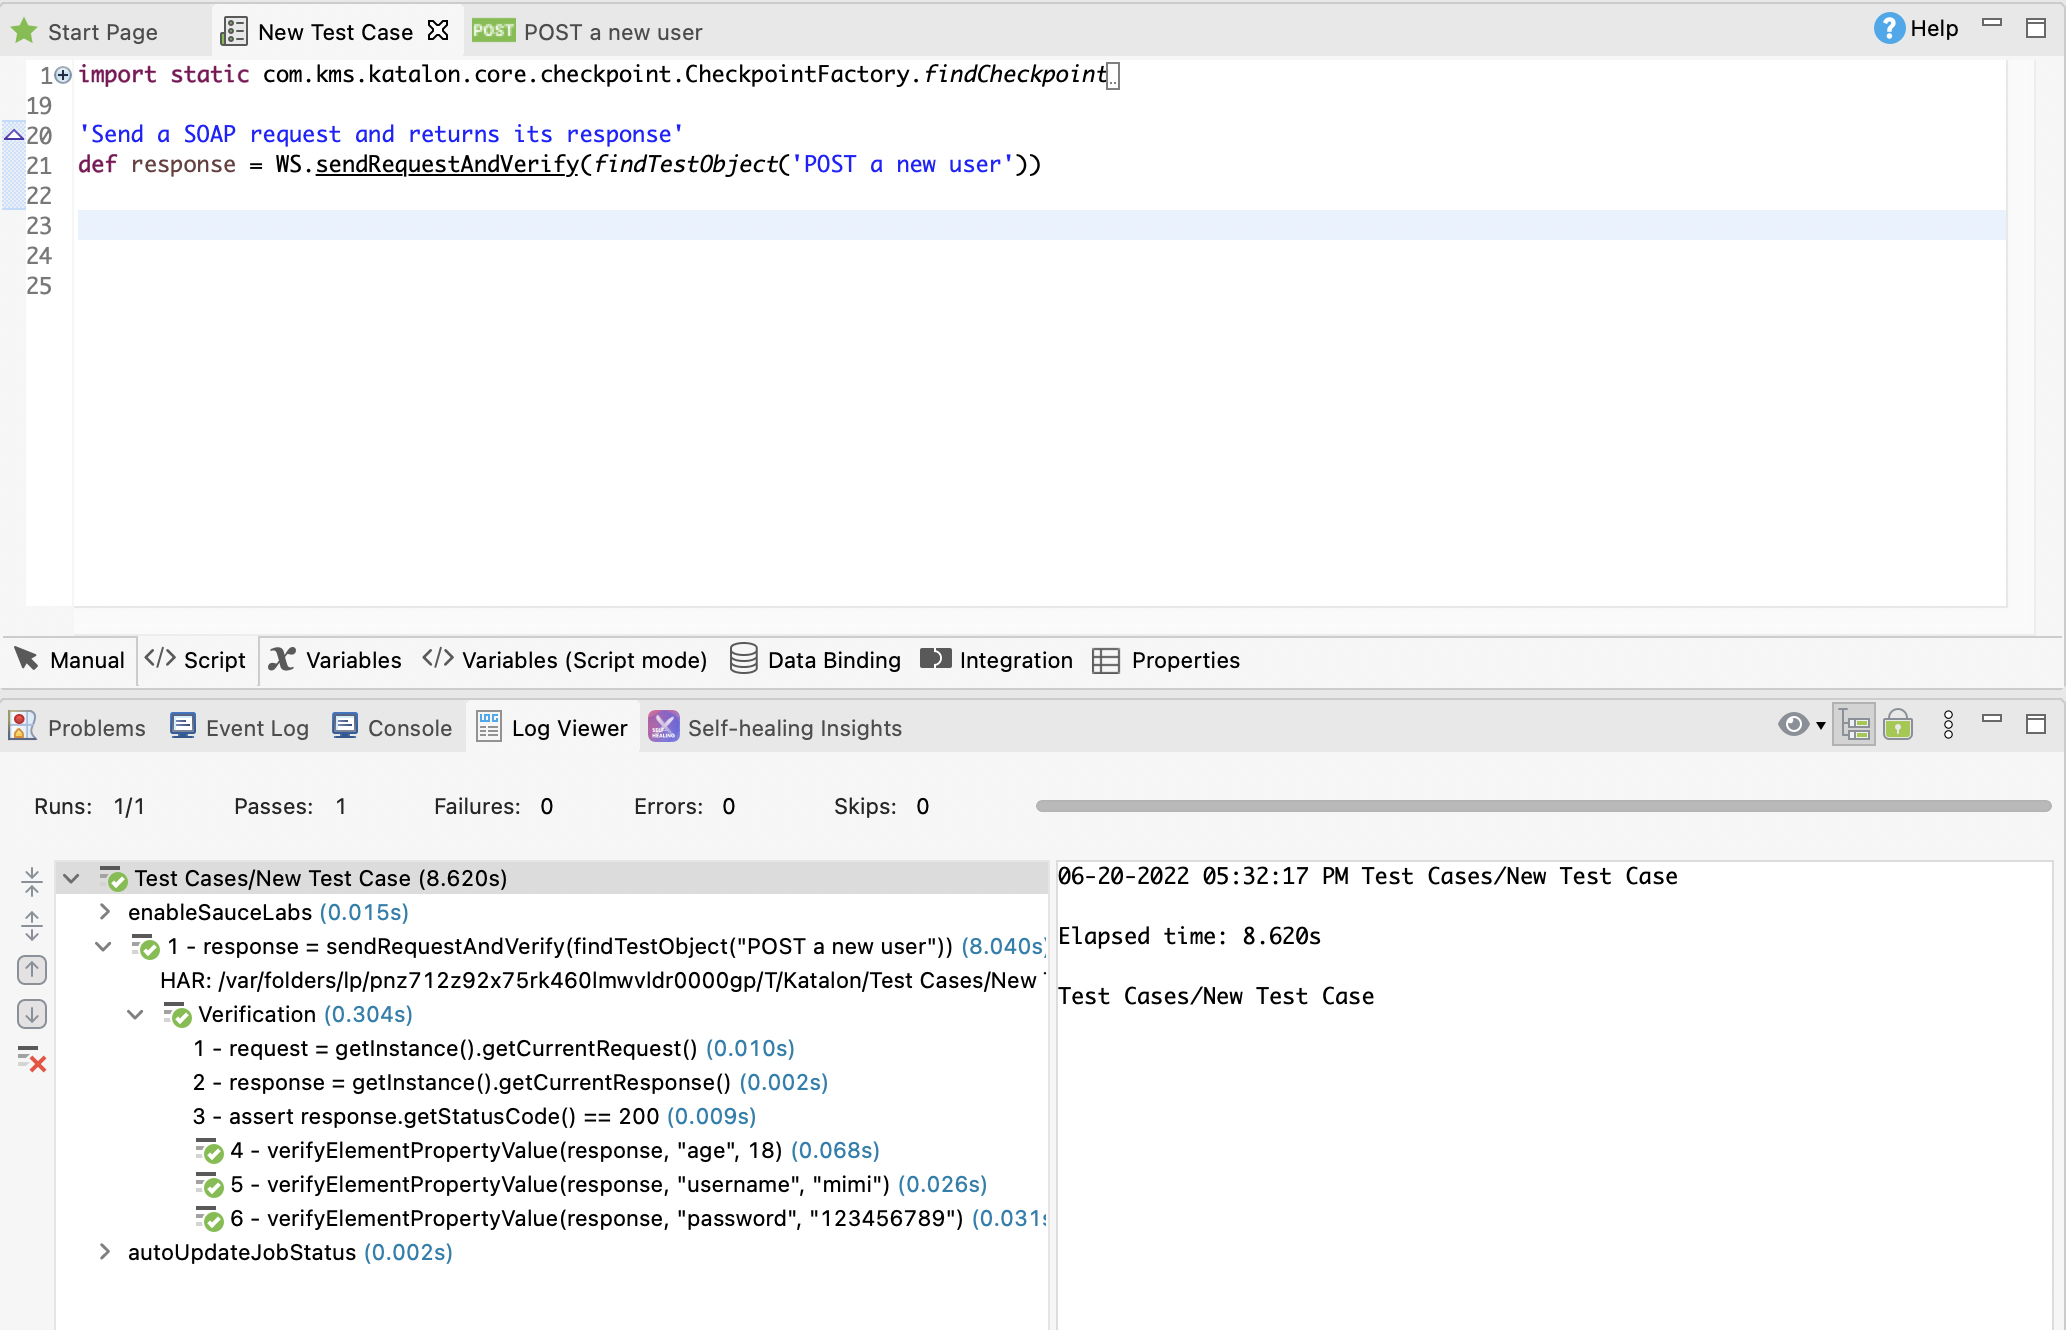 Start Page New Test Case POST POST a new user ? Help
1 import static com.kms.katalon.core.checkpoint.CheckpointFactory.findCheckpoint..
19
20 'Send a SOAP request and returns its response'
21 def response = WS.sendRequestAndVerify(findTestObject('POST a new user'))
22
23
24
25
Manual </> Script x Variables </> Variables (Script mode) Data Binding Integration Properties
Problems Event Log Console LOG Log Viewer SELF HEALING Self-healing Insights
Runs: 1/1 Passes: 1 Failures: 0 Errors: 0 Skips: 0
Test Cases/New Test Case (8.620s)
enableSauceLabs (0.015s)
1 - response = sendRequestAndVerify(findTestObject("POST a new user")) (8.040s)
HAR: /var/folders/lp/pnz712z92x75rk460lmwvldr0000gp/T/Katalon/Test Cases/New
Verification (0.304s)
1 - request = getInstance().getCurrentRequest() (0.010s)
2 - response = getInstance().getCurrentResponse() (0.002s)
3 - assert response.getStatusCode() == 200 (0.009s)
4 - verifyElementPropertyValue(response, "age", 18) (0.068s)
5 - verifyElementPropertyValue(response, "username", "mimi") (0.026s)
6 - verifyElementPropertyValue(response, "password", "123456789") (0.031s
autoUpdateJobStatus (0.002s)
06-20-2022 05:32:17 PM Test Cases/New Test Case
Elapsed time: 8.620s
Test Cases/New Test Case